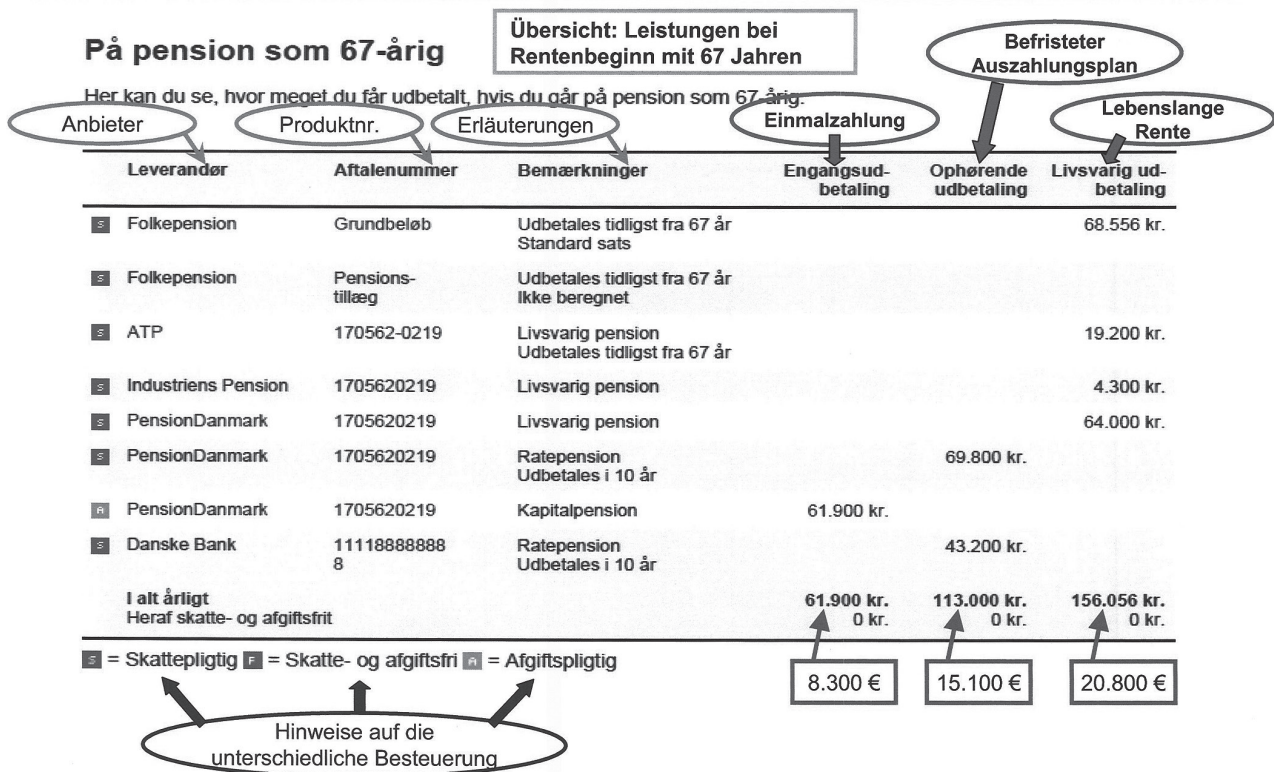 På pension som 67-årig
Übersicht: Leistungen bei
Rentenbeginn mit 67 Jahren
Befristeter
Auszahlungsplan
Her kan du se, hvor meget du får udbetalt, hvis du går på pension som 67-årig.
Anbieter Produktnr. Erläuterungen Einmalzahlung Lebenslange
Rente
Leverandør Aftalenummer Bemærkninger Engangsud- Ophørende Livsvarig ud-
betaling udbetaling betaling
S Folkepension Grundbeløb Udbetales tidligst fra 67 år 68.556 kr.
Standard sats
S Folkepension Pensions- Udbetales tidligst fra 67 år
tillæg Ikke beregnet
S ATP 170562-0219 Livsvarig pension 19.200 kr.
Udbetales tidligst fra 67 år
S Industriens Pension 1705620219 Livsvarig pension 4.300 kr.
S PensionDanmark 1705620219 Livsvarig pension 64.000 kr.
S PensionDanmark 1705620219 Ratepension 69.800 kr.
Udbetales i 10 år
A PensionDanmark 1705620219 Kapitalpension 61.900 kr.
S Danske Bank 11118888888 Ratepension 43.200 kr.
8 Udbetales i 10 år
I alt årligt 61.900 kr. 113.000 kr. 156.056 kr.
Heraf skatte- og afgiftsfrit 0 kr. 0 kr. 0 kr.
S = Skattepligtig F = Skatte- og afgiftsfri A = Afgiftspligtig
8.300 € 15.100 € 20.800 €
Hinweise auf die
unterschiedliche Besteuerung